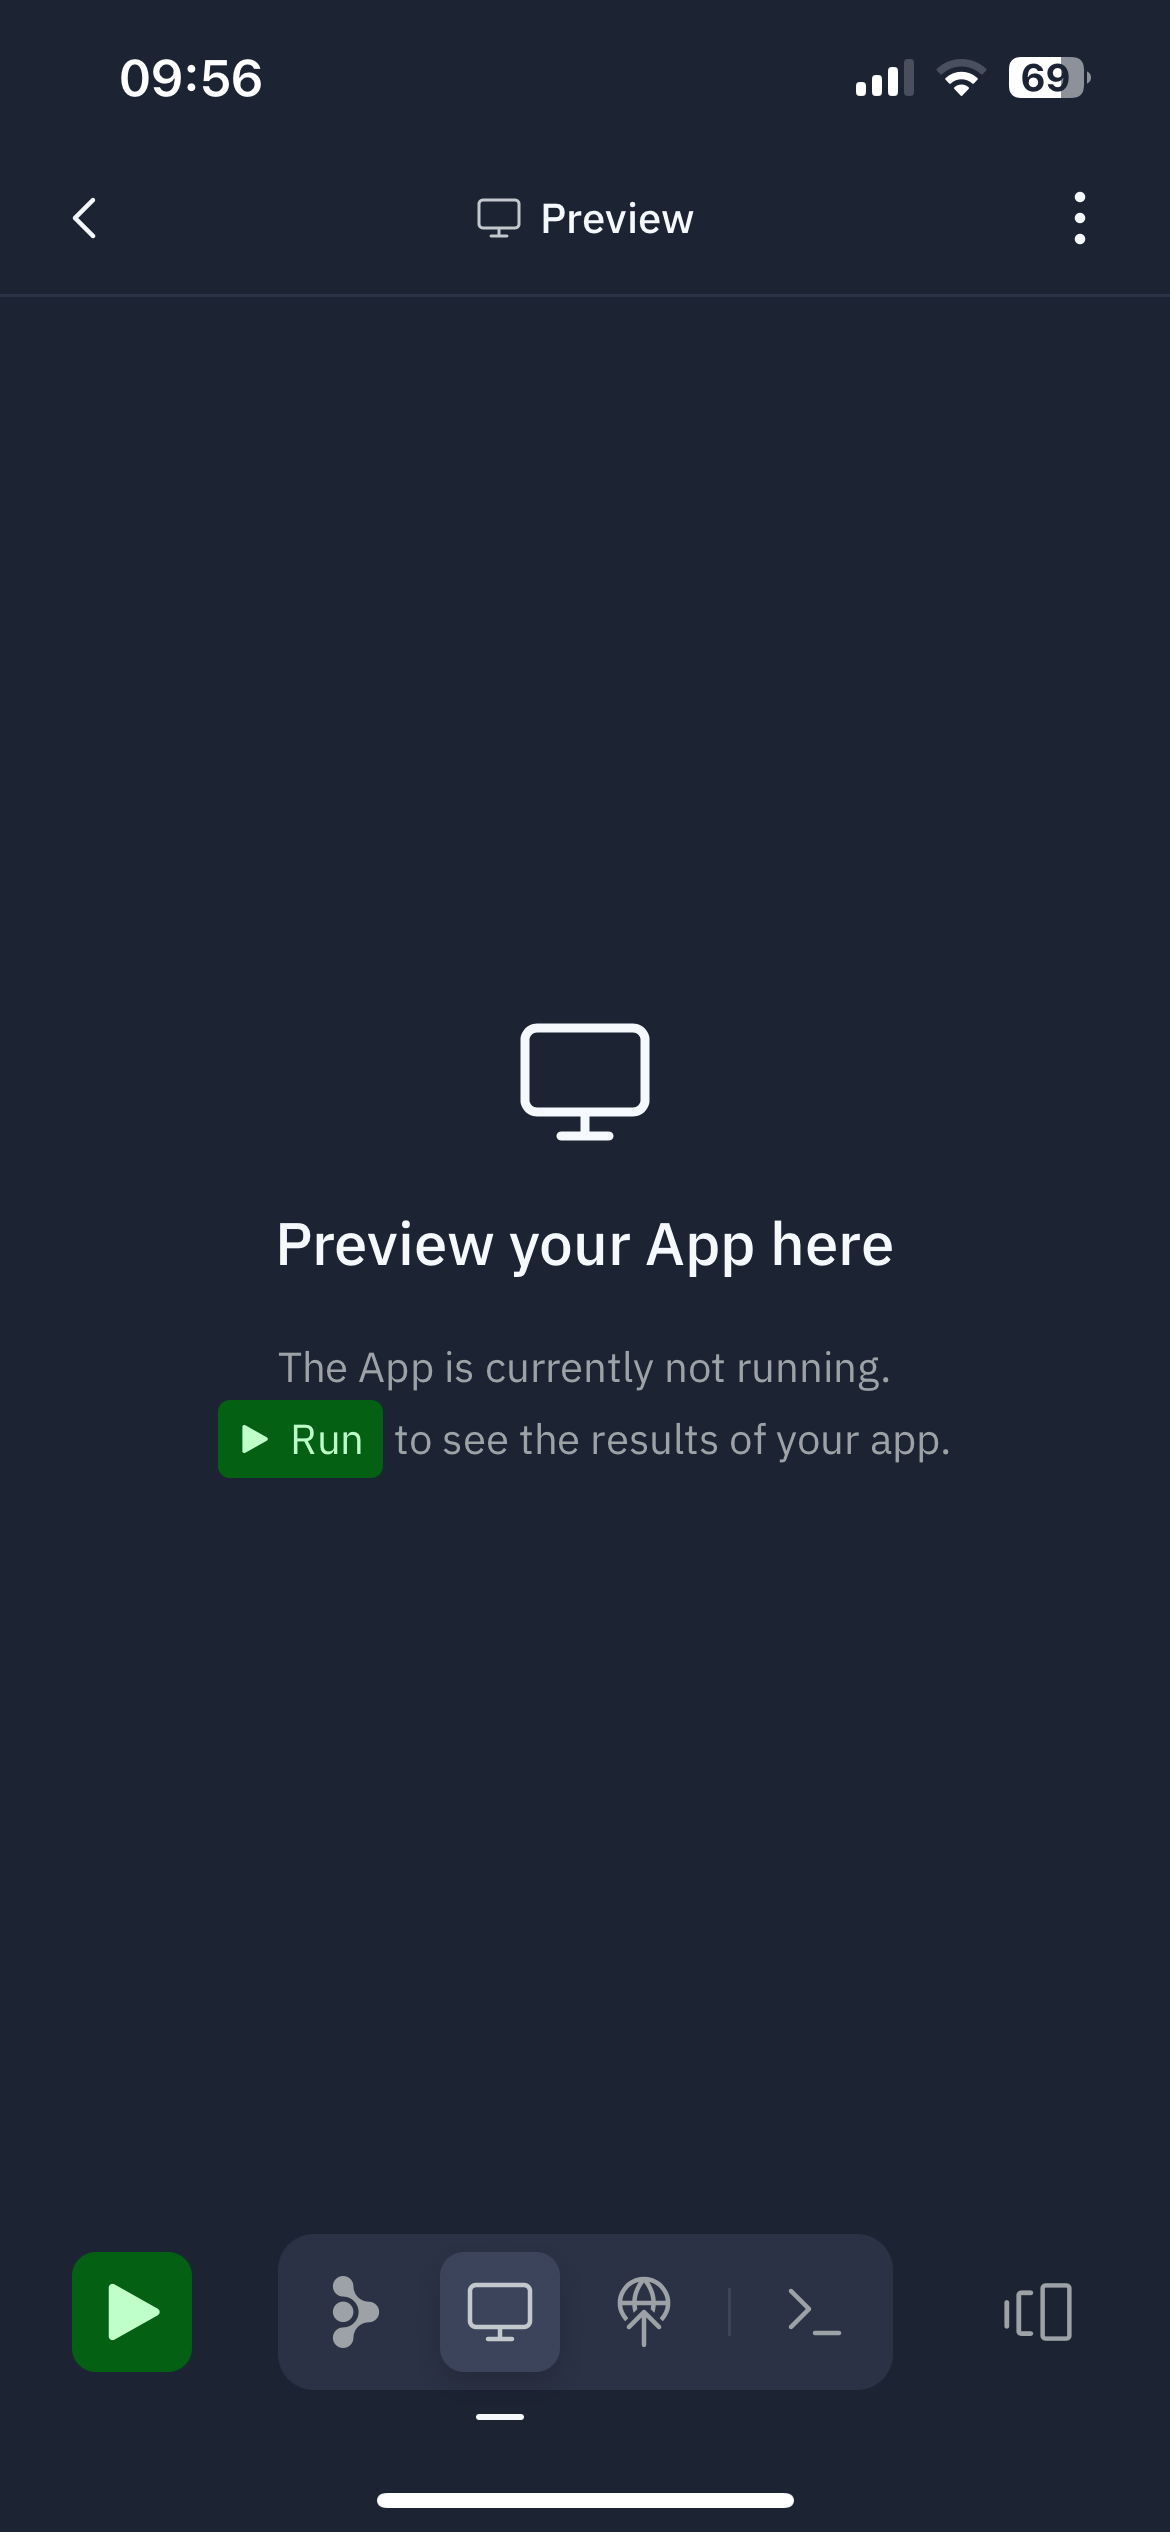 09:56
69
Preview
Preview your App here
The App is currently not running.
Run to see the results of your app.